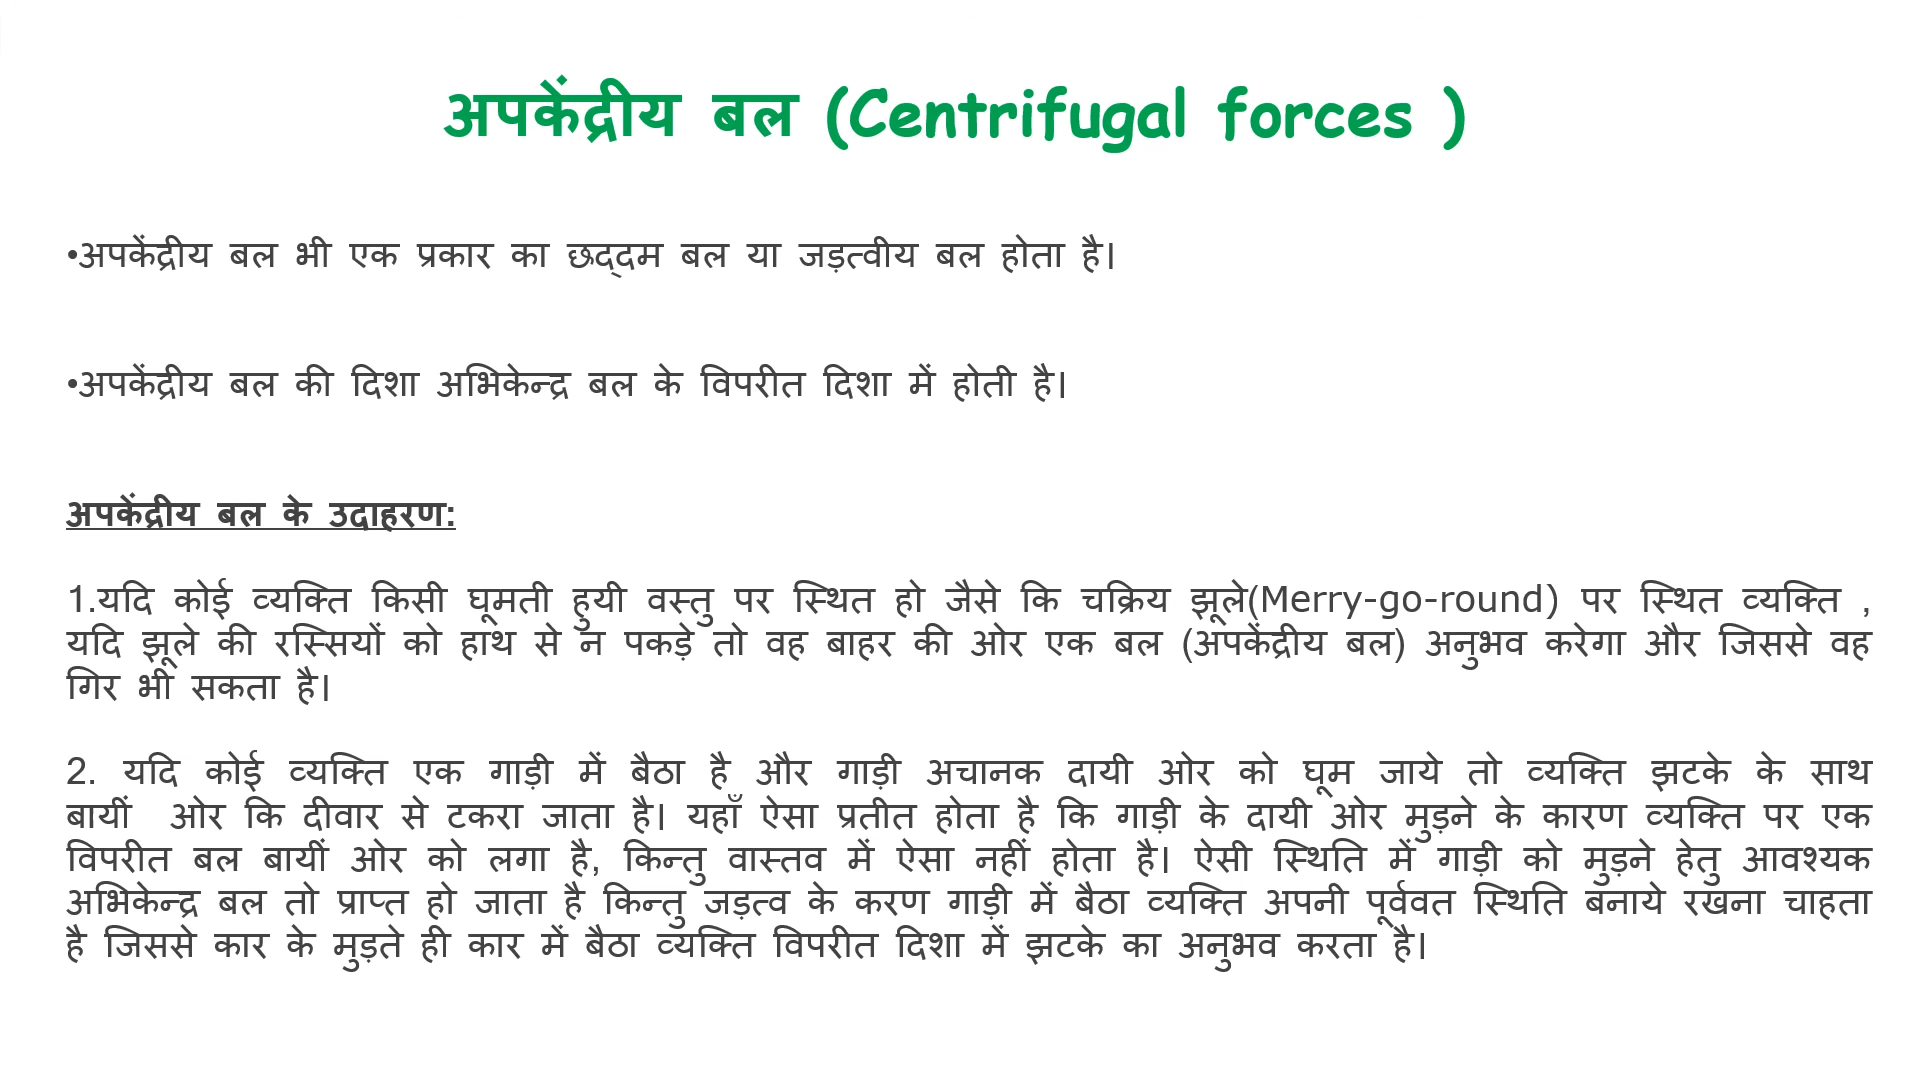 अपकेंद्रीय बल (Centrifugal forces )
•अपकेंद्रीय बल भी एक प्रकार का छद्‌दम बल या जड़त्वीय बल होता है।
•अपकेंद्रीय बल की दिशा अभिकेन्द्र बल के विपरीत दिशा में होती है।
अपकेंद्रीय बल के उदाहरण:
1.यदि कोई व्यक्ति किसी घूमती हुयी वस्तु पर स्थित हो जैसे कि चक्रिय झूले(Merry-go-round) पर स्थित व्यक्ति ,
यदि झूले की रस्सियों को हाथ से न पकड़े तो वह बाहर की ओर एक बल (अपकेंद्रीय बल) अनुभव करेगा और जिससे वह
गिर भी सकता है।
2. यदि कोई व्यक्ति एक गाड़ी में बैठा है और गाड़ी अचानक दायी ओर को घूम जाये तो व्यक्ति झटके के साथ
बायीं ओर कि दीवार से टकरा जाता है। यहाँ ऐसा प्रतीत होता है कि गाड़ी के दायी ओर मुड़ने के कारण व्यक्ति पर एक
विपरीत बल बायीं ओर को लगा है, किन्तु वास्तव में ऐसा नहीं होता है। ऐसी स्थिति में गाड़ी को मुड़ने हेतु आवश्यक
अभिकेन्द्र बल तो प्राप्त हो जाता है किन्तु जड़त्व के करण गाड़ी में बैठा व्यक्ति अपनी पूर्ववत स्थिति बनाये रखना चाहता
है जिससे कार के मुड़ते ही कार में बैठा व्यक्ति विपरीत दिशा में झटके का अनुभव करता है।